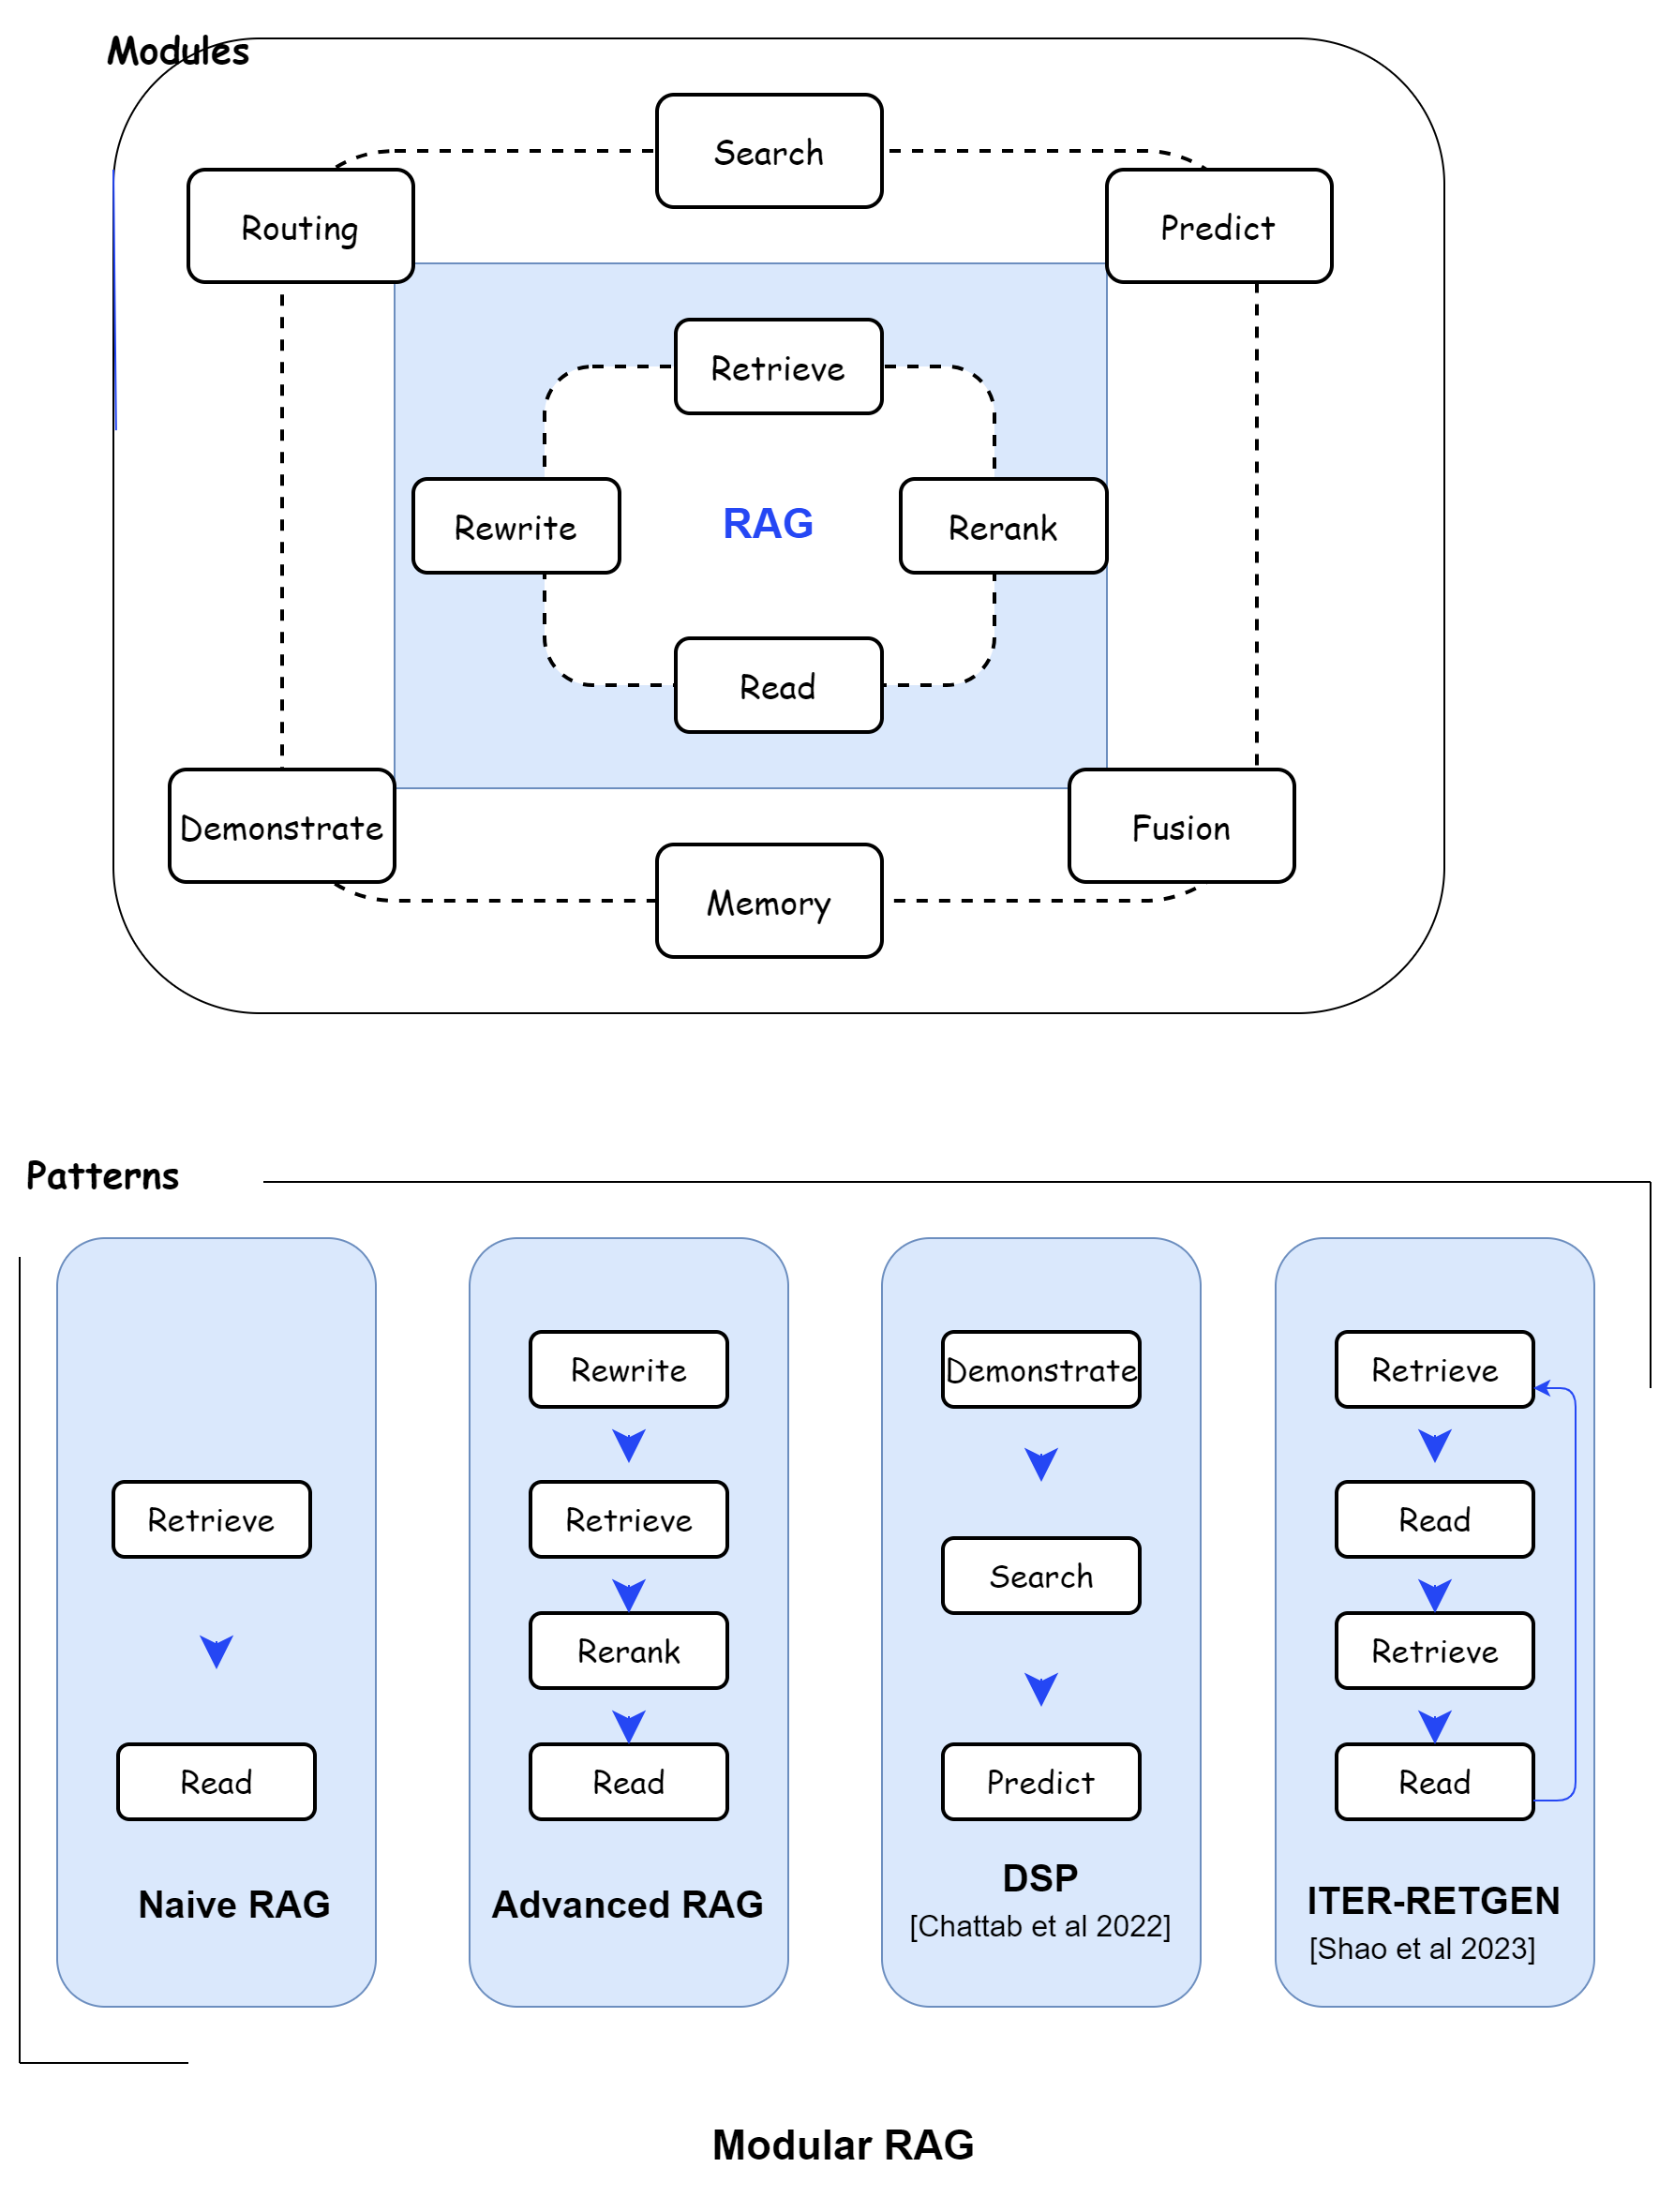 Modules
Search
Routing
Predict
Retrieve
Rewrite
RAG
Rerank
Read
Demonstrate
Fusion
Memory
Patterns
Retrieve
Read
Naive RAG
Rewrite
Retrieve
Rerank
Read
Advanced RAG
Demonstrate
Search
Predict
DSP
[Chattab et al 2022]
Retrieve
Read
Retrieve
Read
ITER-RETGEN
[Shao et al 2023]
Modular RAG